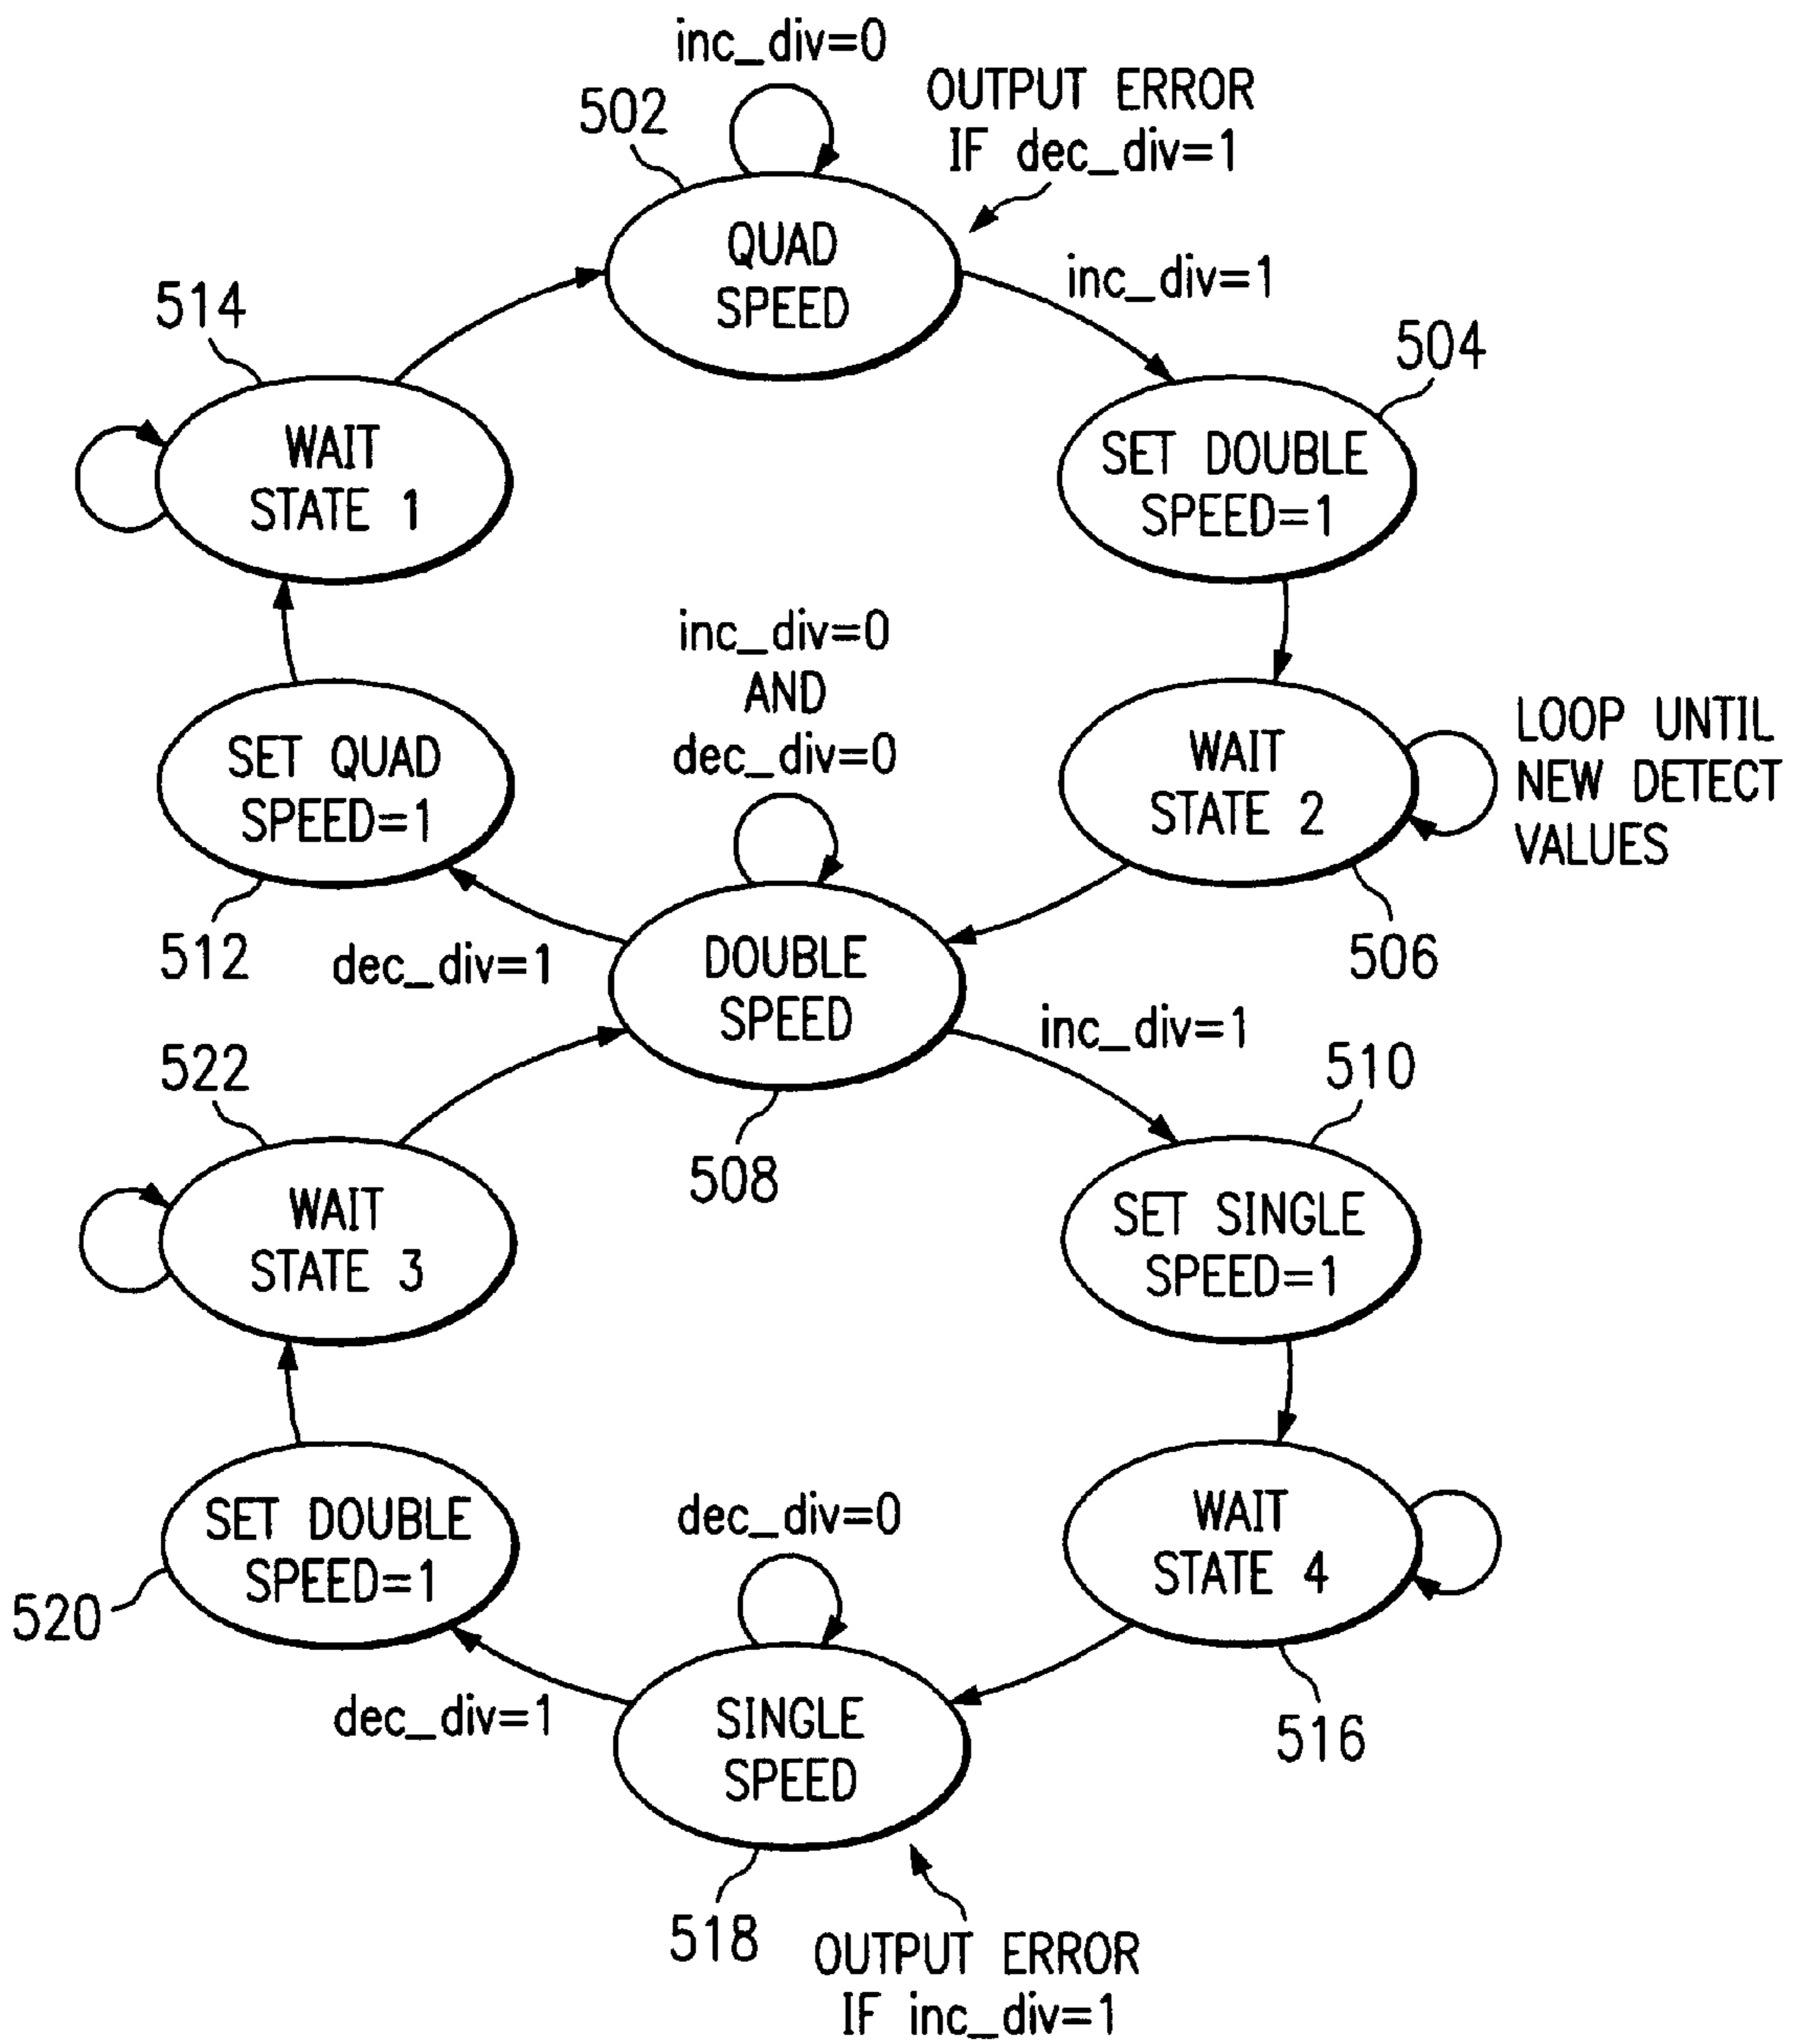 inc_div=0
502
OUTPUT ERROR
IF dec_div=1
QUAD
SPEED
inc_div=1
514
504
WAIT
STATE 1
SET DOUBLE
SPEED=1
inc_div=0
AND
dec_div=0
SET QUAD
SPEED=1
WAIT
STATE 2
LOOP UNTIL
NEW DETECT
VALUES
512
dec_div=1
DOUBLE
SPEED
506
inc_div=1
522
510
508
WAIT
STATE 3
SET SINGLE
SPEED=1
SET DOUBLE
SPEED=1
dec_div=0
WAIT
STATE 4
520
dec_div=1
SINGLE
SPEED
516
518
OUTPUT ERROR
IF inc_div=1